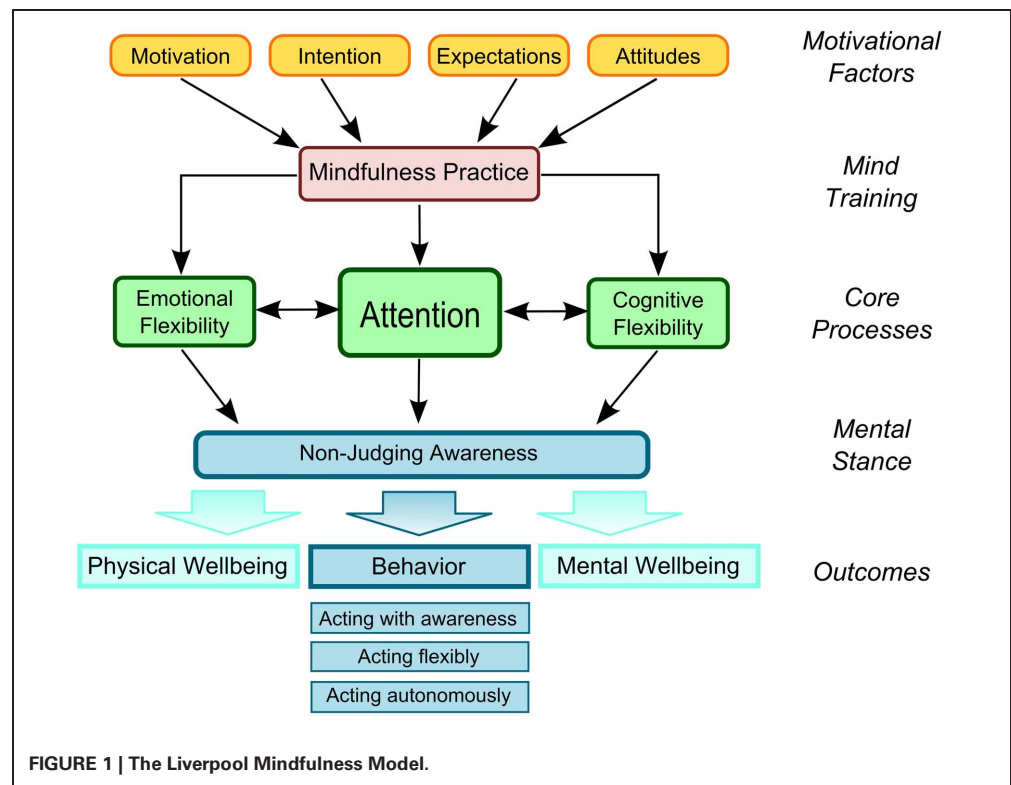 Motivation
Intention
Expectations
Attitudes
Motivational
Factors
Mindfulness Practice
Mind
Training
Emotional
Flexibility
Attention
Cognitive
Flexibility
Core
Processes
Non-Judging Awareness
Mental
Stance
Physical Wellbeing
Behavior
Mental Wellbeing
Outcomes
Acting with awareness
Acting flexibly
Acting autonomously
FIGURE 1 | The Liverpool Mindfulness Model.